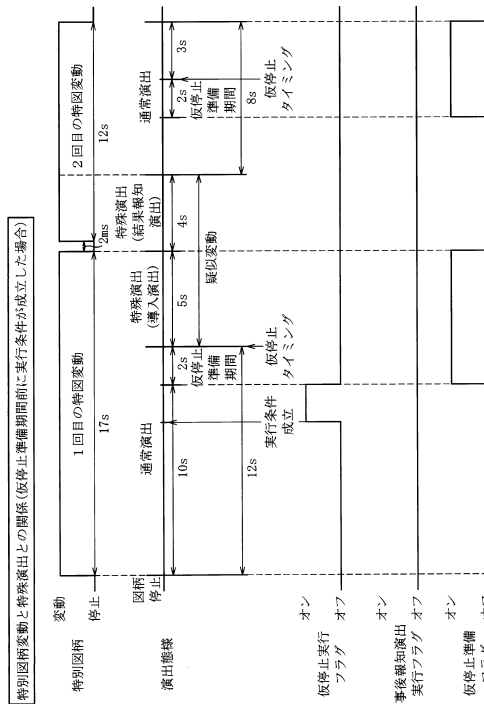 特別図柄変動と特殊演出との関係(仮停止準備期間前に実行条件が成立した場合)
特別図柄
変動
停止
1回目の特図変動
17s
2ms
2回目の特図変動
12s
演出態様
図柄
停止
通常演出
10s
2s
仮停止
準備
期間
12s
実行条件
成立
仮停止
タイミング
特殊演出
(導入演出)
5s
特殊演出
(結果報知
演出)
4s
疑似変動
通常演出
2s
3s
仮停止
準備
期間
8s
仮停止
タイミング
仮停止実行
フラグ
オン
オフ
事後報知演出
実行フラグ
オン
オフ
仮停止準備
オン